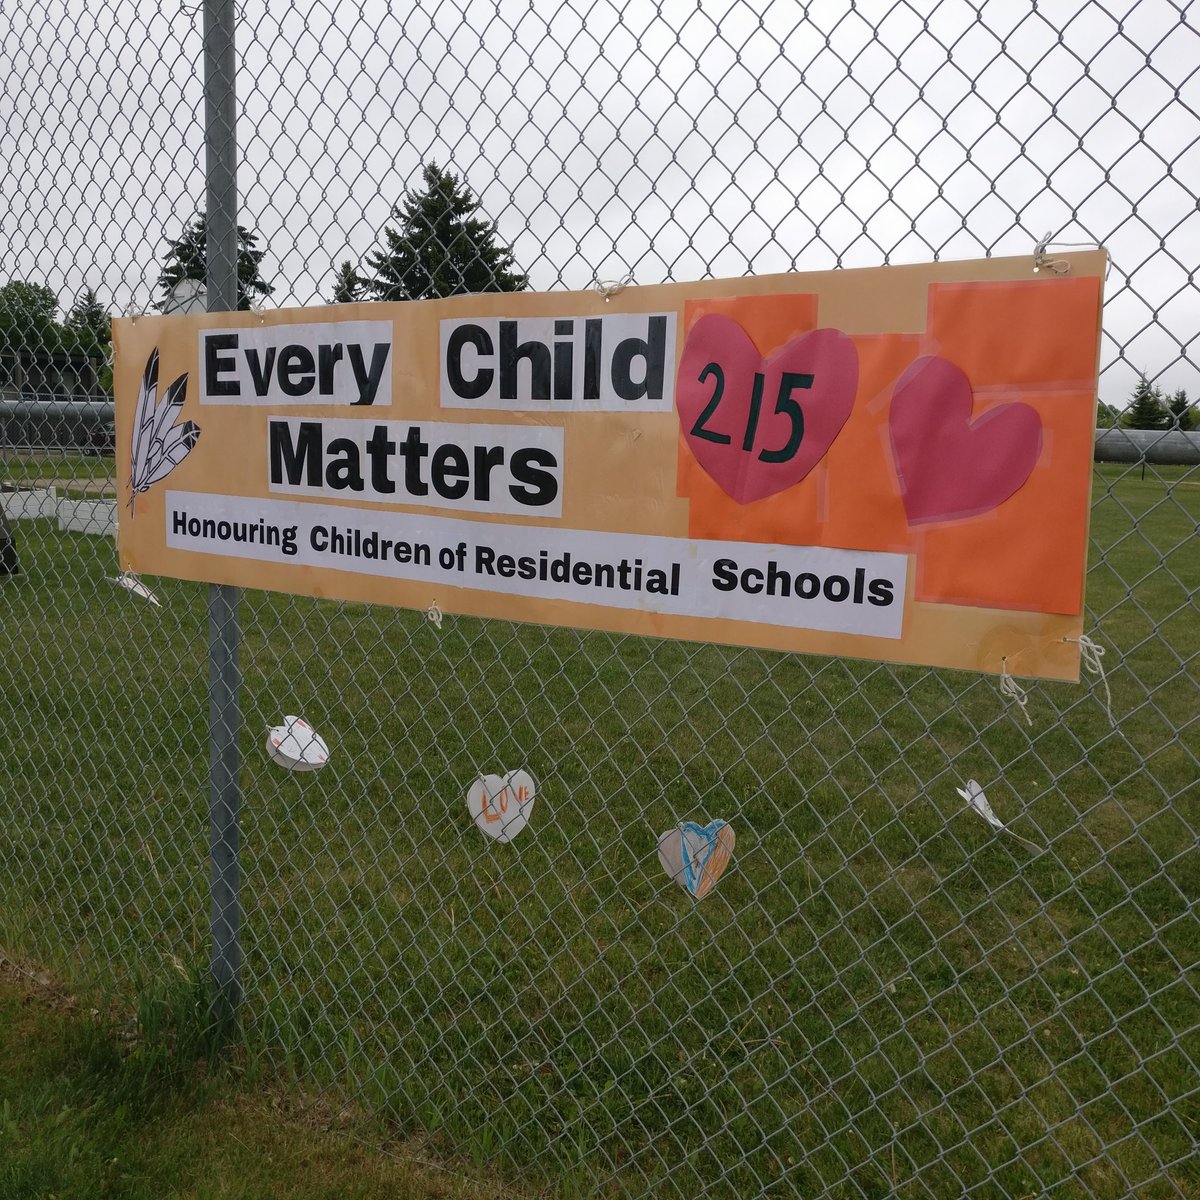 Every Child
Matters
215
Honouring Children of Residential Schools
LOVE